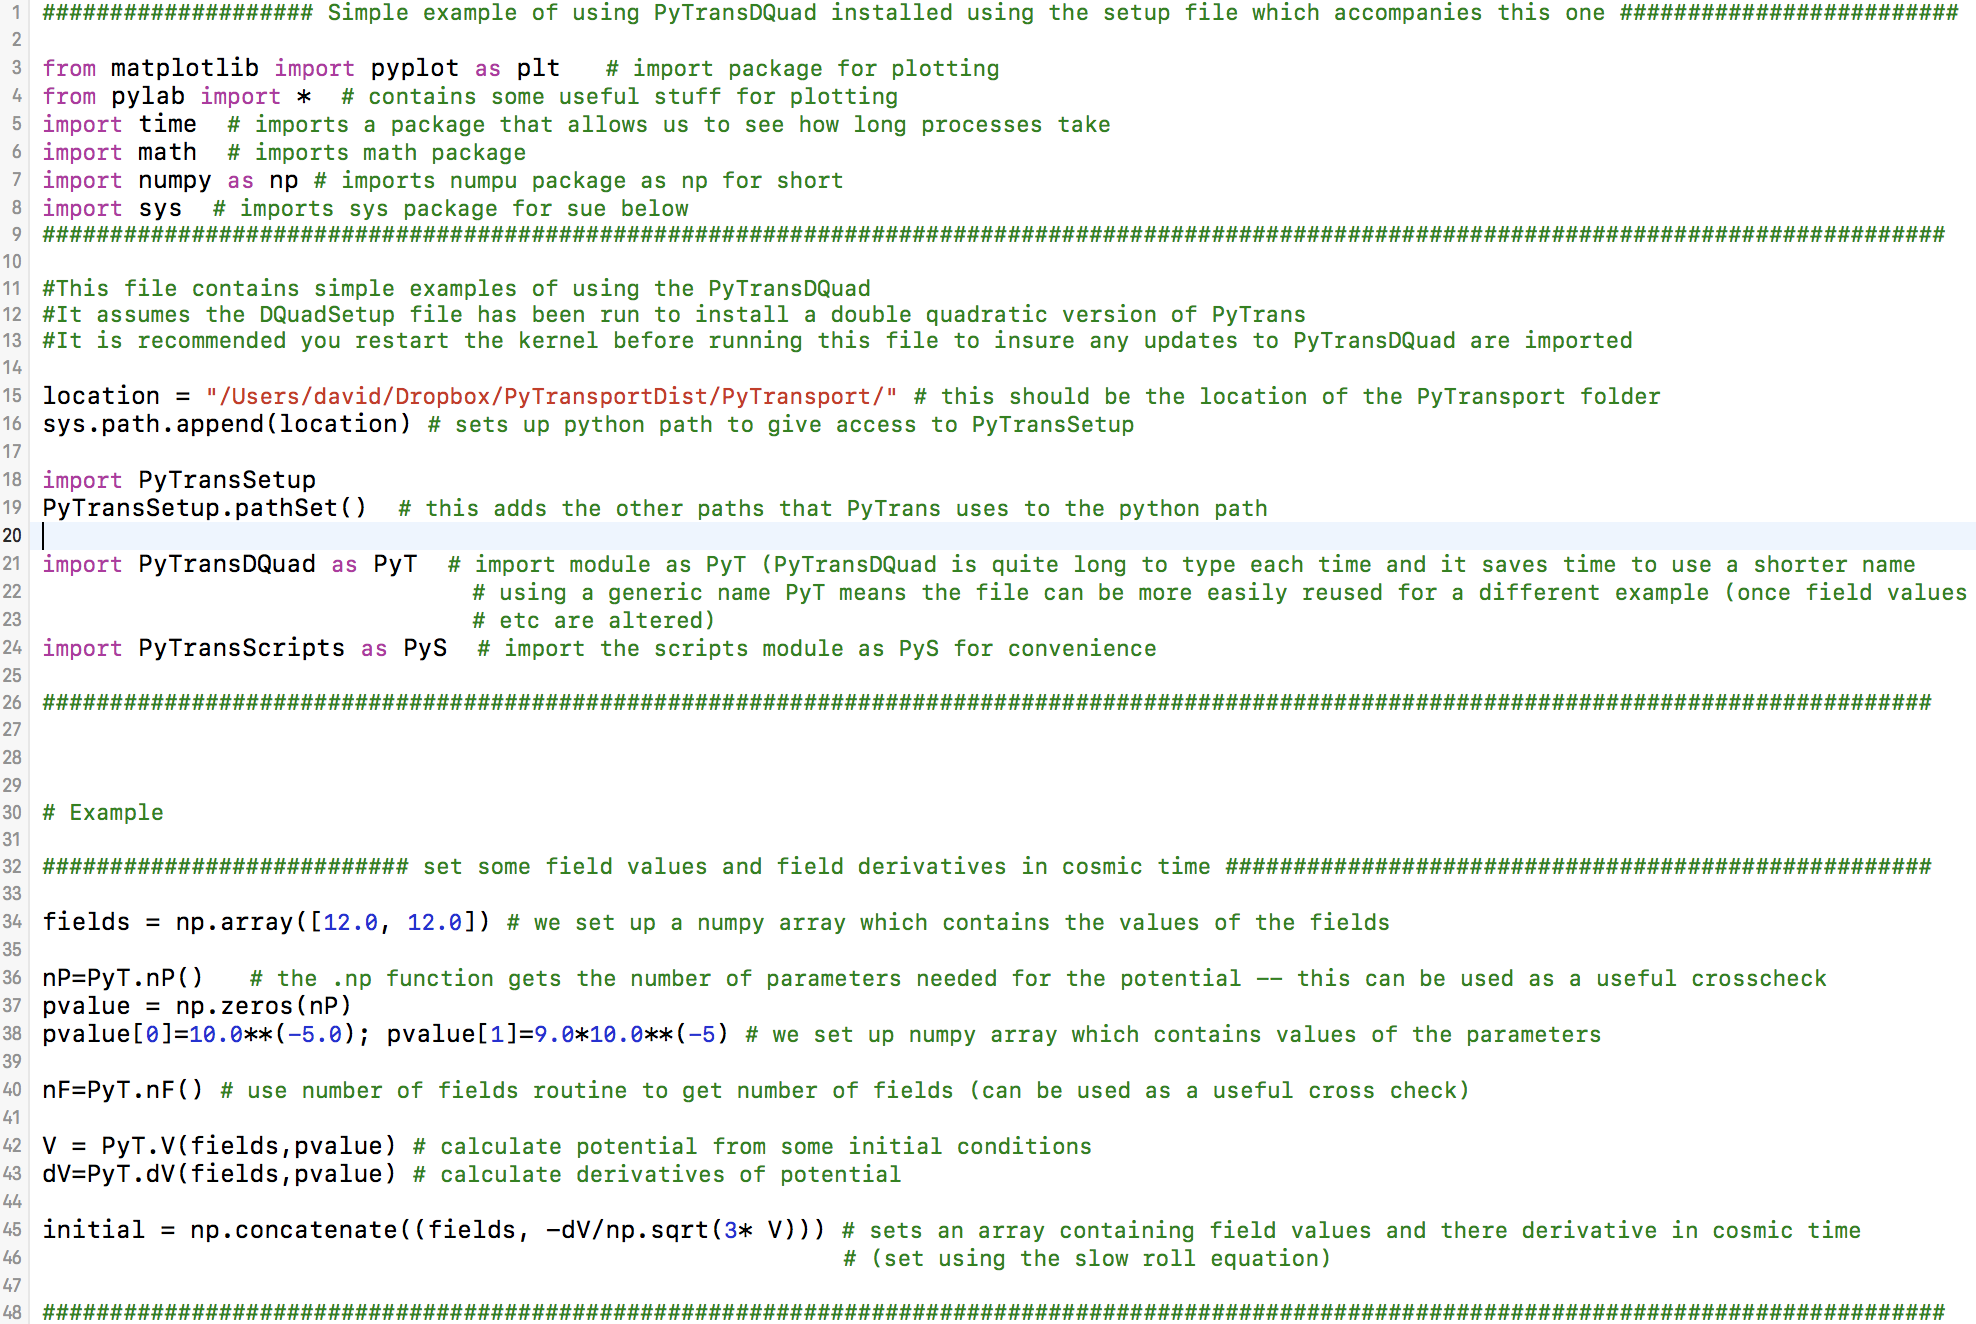 1 #################### Simple example of using PyTransDQuad installed using the setup file which accompanies this one #########################
2
3 from matplotlib import pyplot as plt   # import package for plotting
4 from pylab import *  # contains some useful stuff for plotting
5 import time  # imports a package that allows us to see how long processes take
6 import math  # imports math package
7 import numpy as np # imports numpu package as np for short
8 import sys  # imports sys package for sue below
9 ############################################################################################################################################
10
11 #This file contains simple examples of using the PyTransDQuad
12 #It assumes the DQuadSetup file has been run to install a double quadratic version of PyTrans
13 #It is recommended you restart the kernel before running this file to insure any updates to PyTransDQuad are imported
14
15 location = "/Users/david/Dropbox/PyTransportDist/PyTransport/" # this should be the location of the PyTransport folder
16 sys.path.append(location) # sets up python path to give access to PyTransSetup
17
18 import PyTransSetup
19 PyTransSetup.pathSet()  # this adds the other paths that PyTrans uses to the python path
20
21 import PyTransDQuad as PyT  # import module as PyT (PyTransDQuad is quite long to type each time and it saves time to use a shorter name
22                             # using a generic name PyT means the file can be more easily reused for a different example (once field values
23                             # etc are altered)
24 import PyTransScripts as PyS  # import the scripts module as PyS for convenience
25
26 ###########################################################################################################################################
27
28
29
30 # Example
31
32 ########################### set some field values and field derivatives in cosmic time ####################################################
33
34 fields = np.array([12.0, 12.0]) # we set up a numpy array which contains the values of the fields
35
36 nP=PyT.nP()   # the .np function gets the number of parameters needed for the potential -- this can be used as a useful crosscheck
37 pvalue = np.zeros(nP)
38 pvalue[0]=10.0**(-5.0); pvalue[1]=9.0*10.0**(-5) # we set up numpy array which contains values of the parameters
39
40 nF=PyT.nF() # use number of fields routine to get number of fields (can be used as a useful cross check)
41
42 V = PyT.V(fields,pvalue) # calculate potential from some initial conditions
43 dV=PyT.dV(fields,pvalue) # calculate derivatives of potential
44
45 initial = np.concatenate((fields, -dV/np.sqrt(3* V))) # sets an array containing field values and there derivative in cosmic time
46                                                       # (set using the slow roll equation)
47
48 ############################################################################################################################################